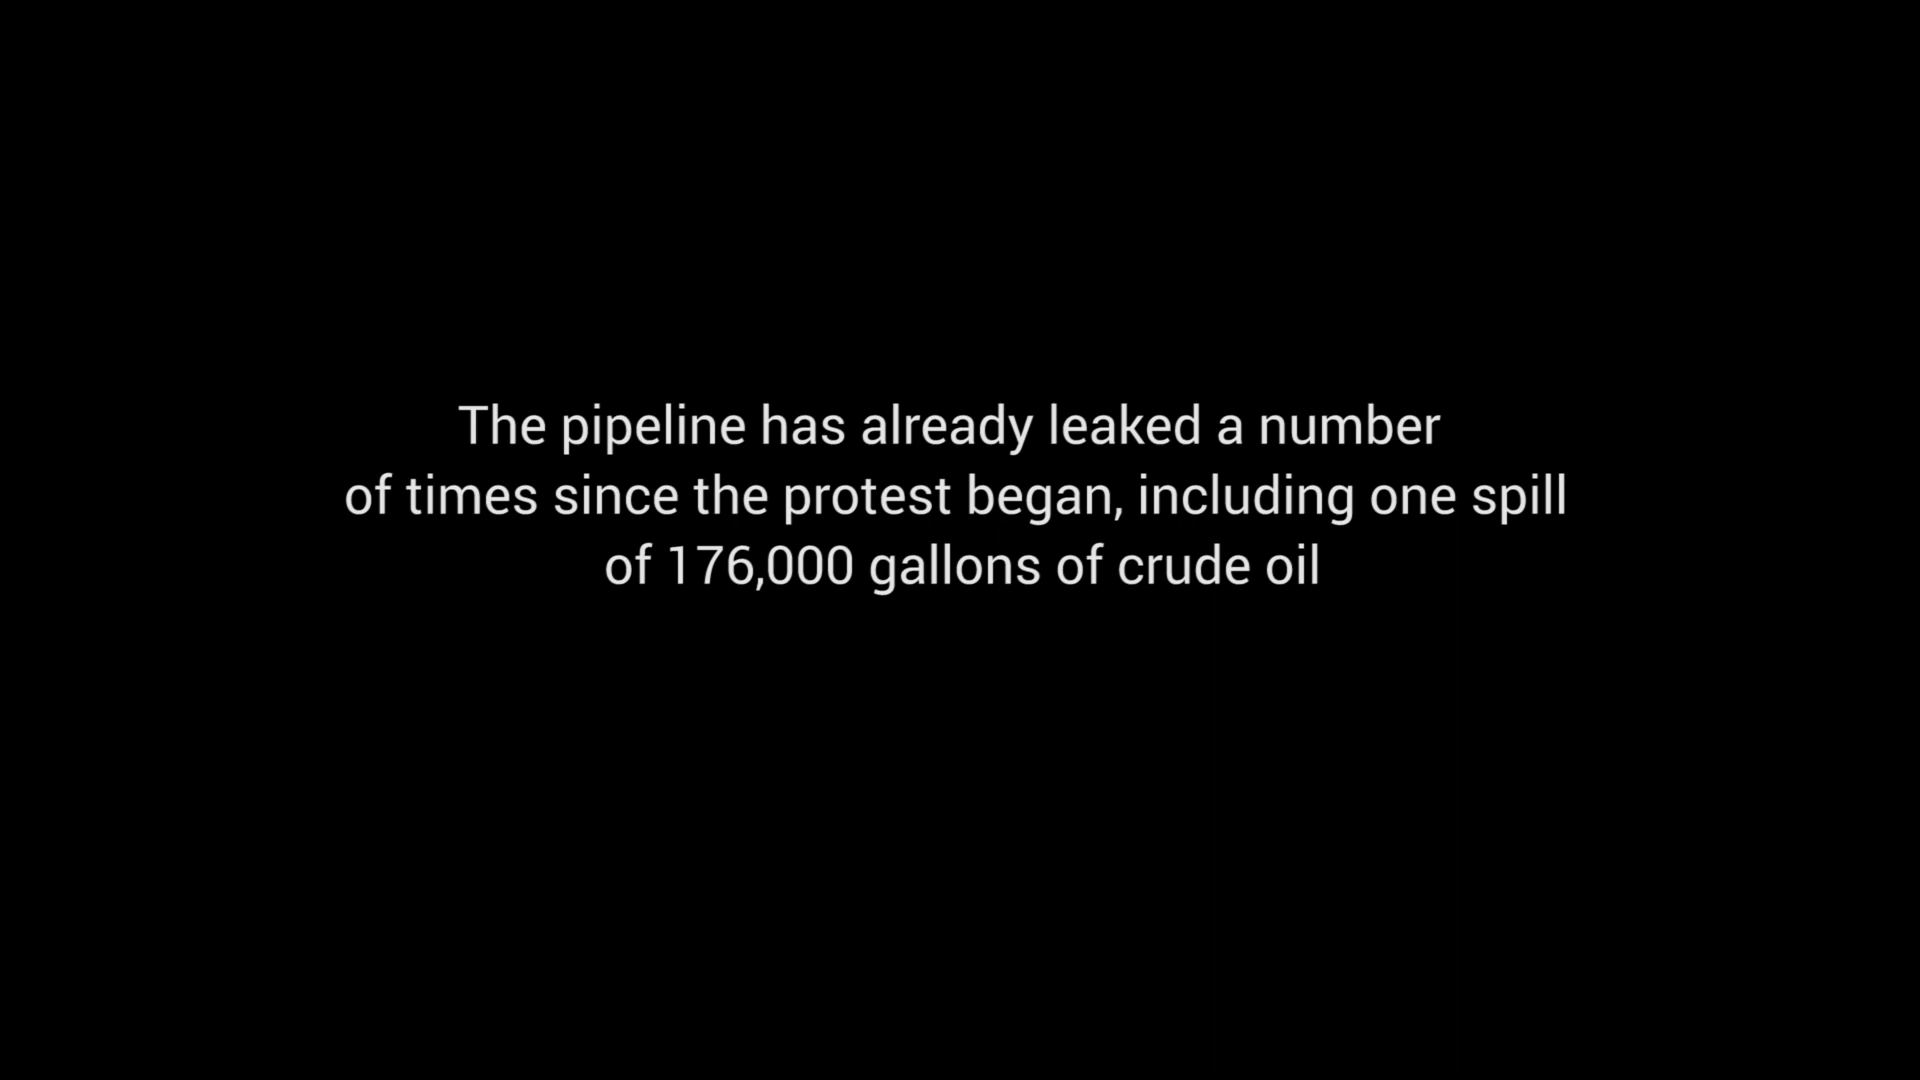 The pipeline has already leaked a number
of times since the protest began, including one spill
of 176,000 gallons of crude oil